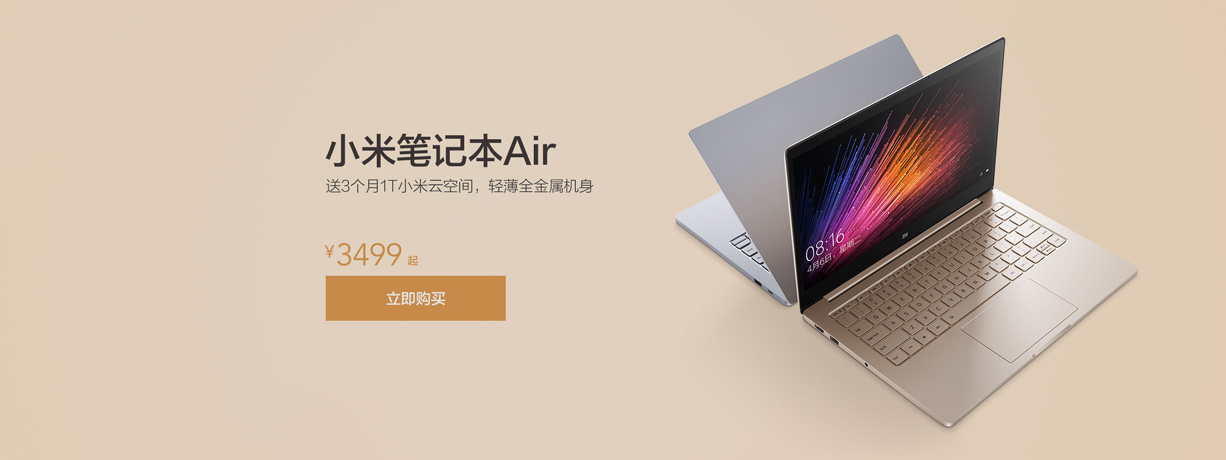 小米笔记本Air
送3个月1T小米云空间，轻薄全金属机身
¥3499 起
立即购买
08:16
4月6日，星期二
mi